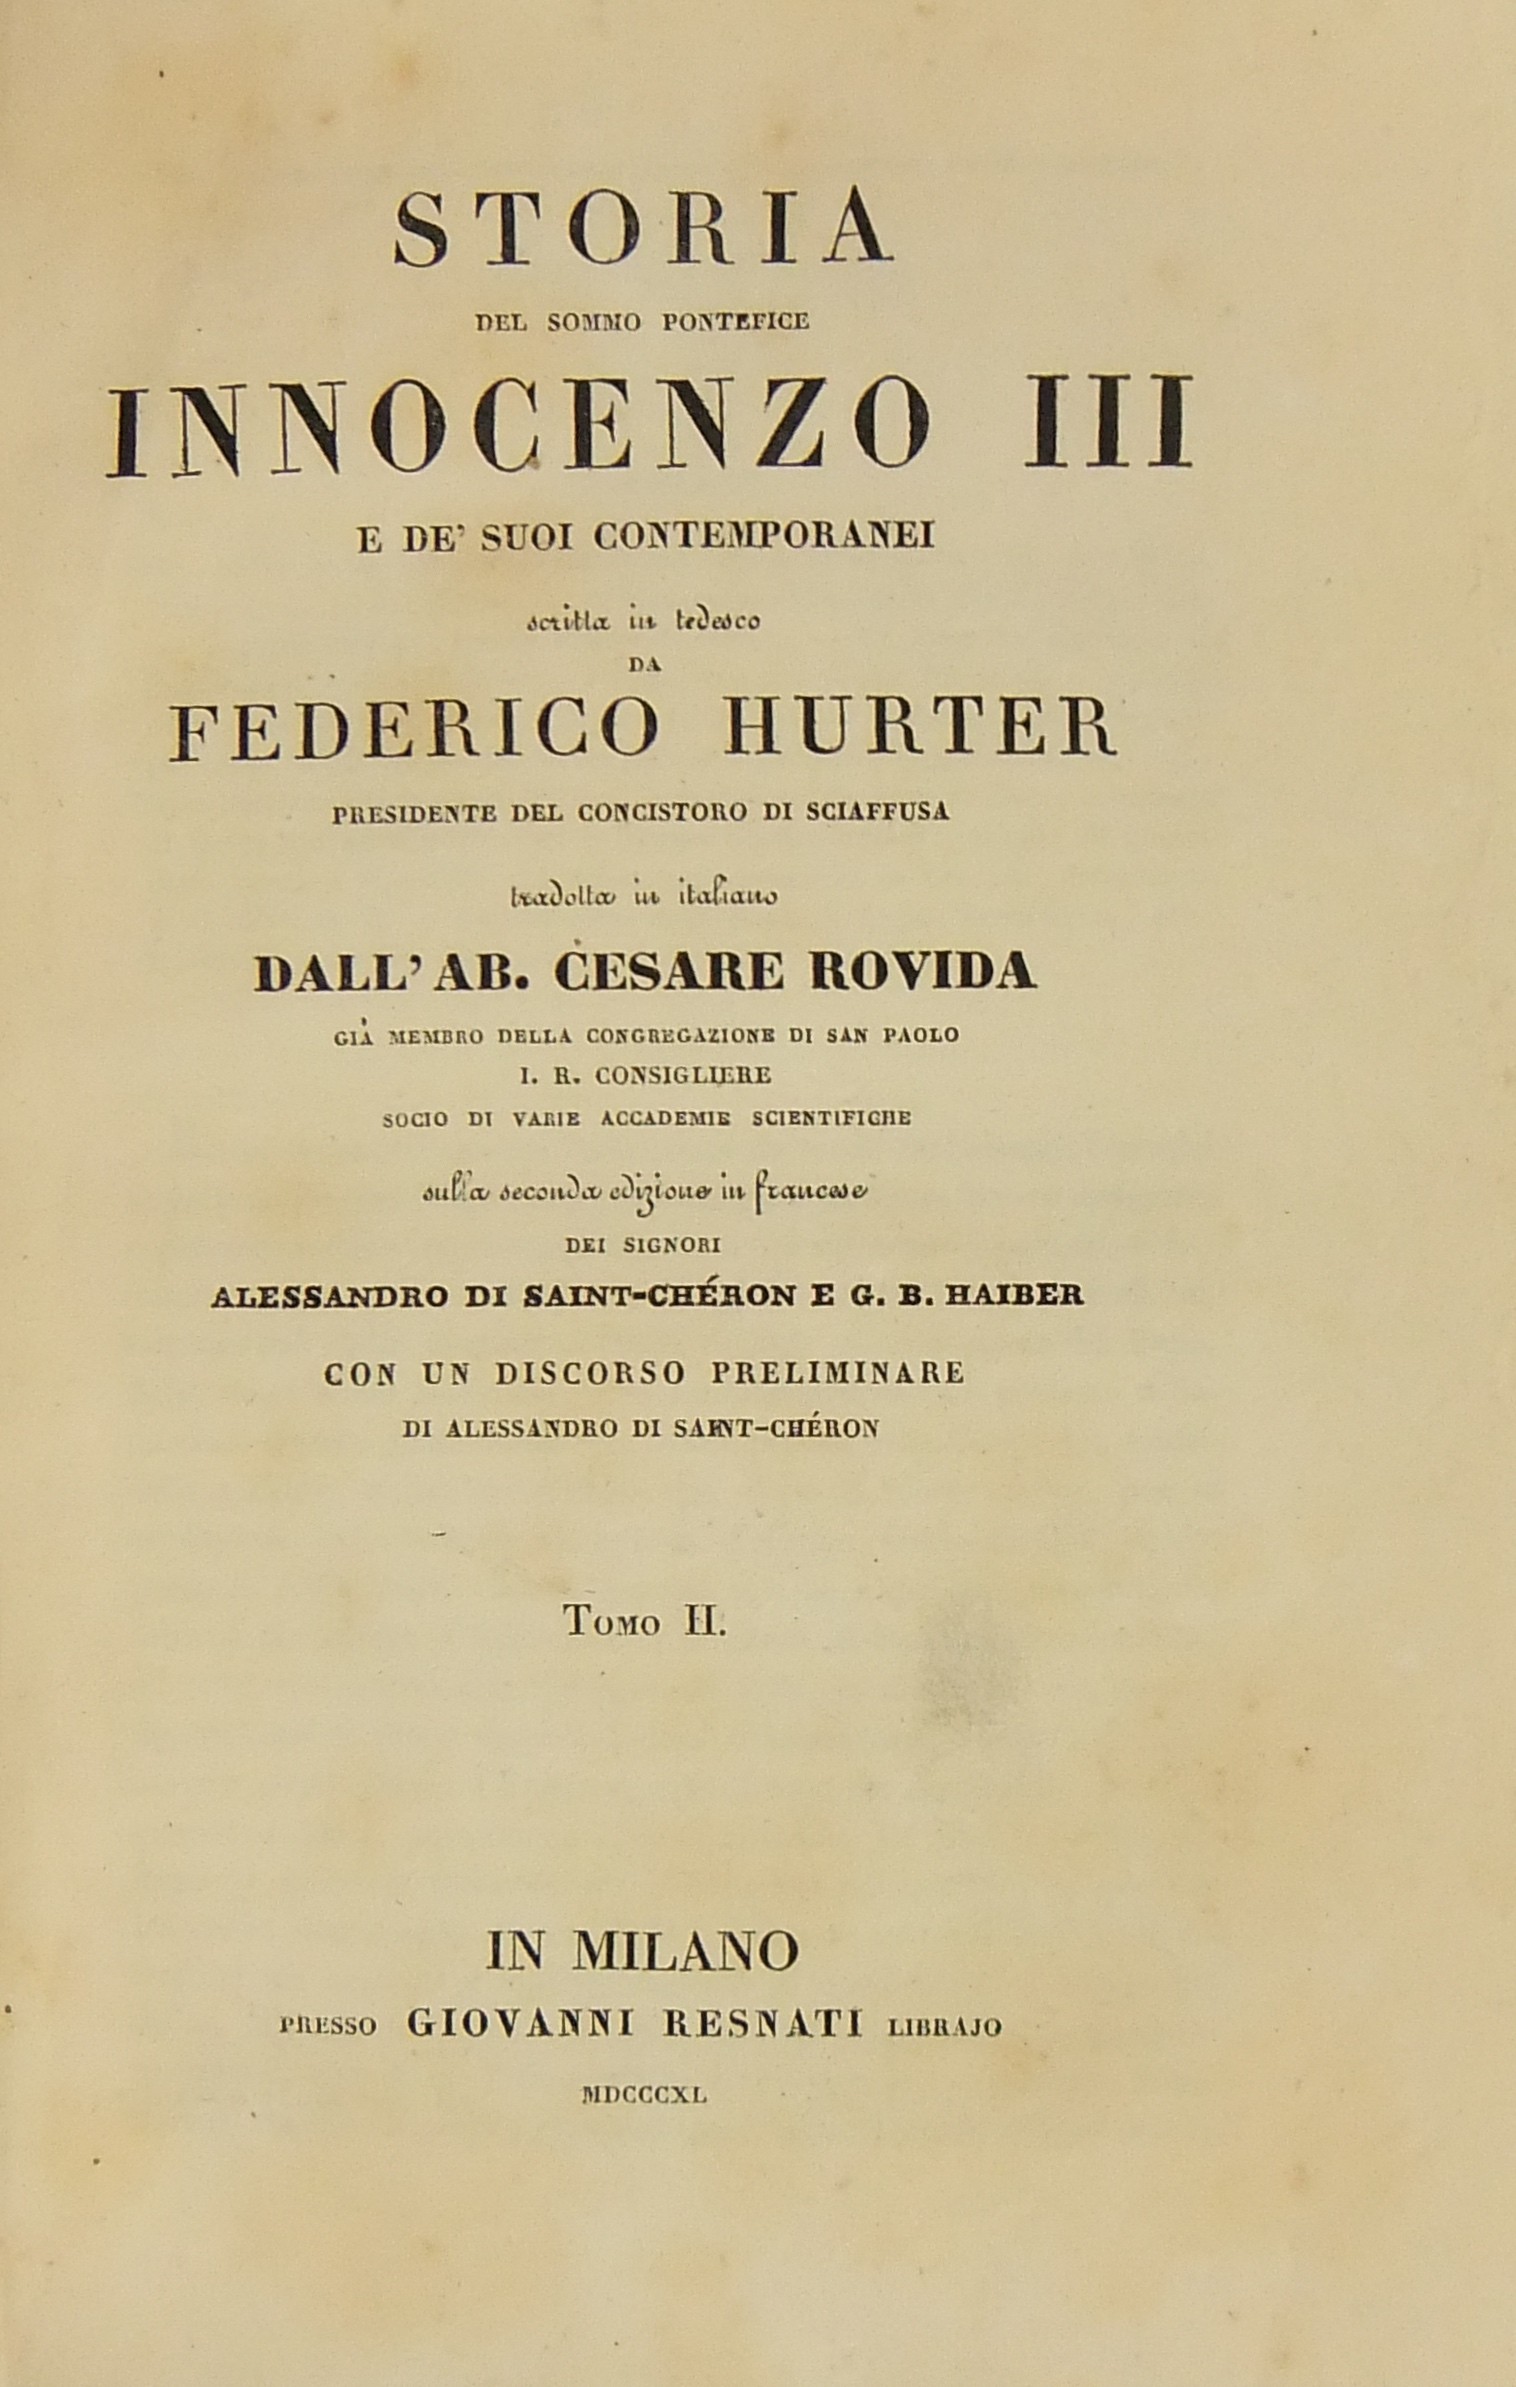 STORIA
DEL SOMMO PONTEFICE
INNOCENZO III
E DE' SUOI CONTEMPORANEI
scritta in tedesco
DA
FEDERICO HURTER
PRESIDENTE DEL CONCISTORO DI SCIAFFUSA
tradotta in italiano
DALL' AB. CESARE ROVIDA
GIÀ MEMBRO DELLA CONGREGAZIONE DI SAN PAOLO
I. R. CONSIGLIERE
SOCIO DI VARIE ACCADEMIE SCIENTIFICHE
sulla seconda edizione in francese
DEI SIGNORI
ALESSANDRO DI SAINT-CHÉRON E G. B. HAIBER
CON UN DISCORSO PRELIMINARE
DI ALESSANDRO DI SAINT-CHÉRON
TOMO II.
IN MILANO
PRESSO GIOVANNI RESNATI LIBRAJO
MDCCCXL